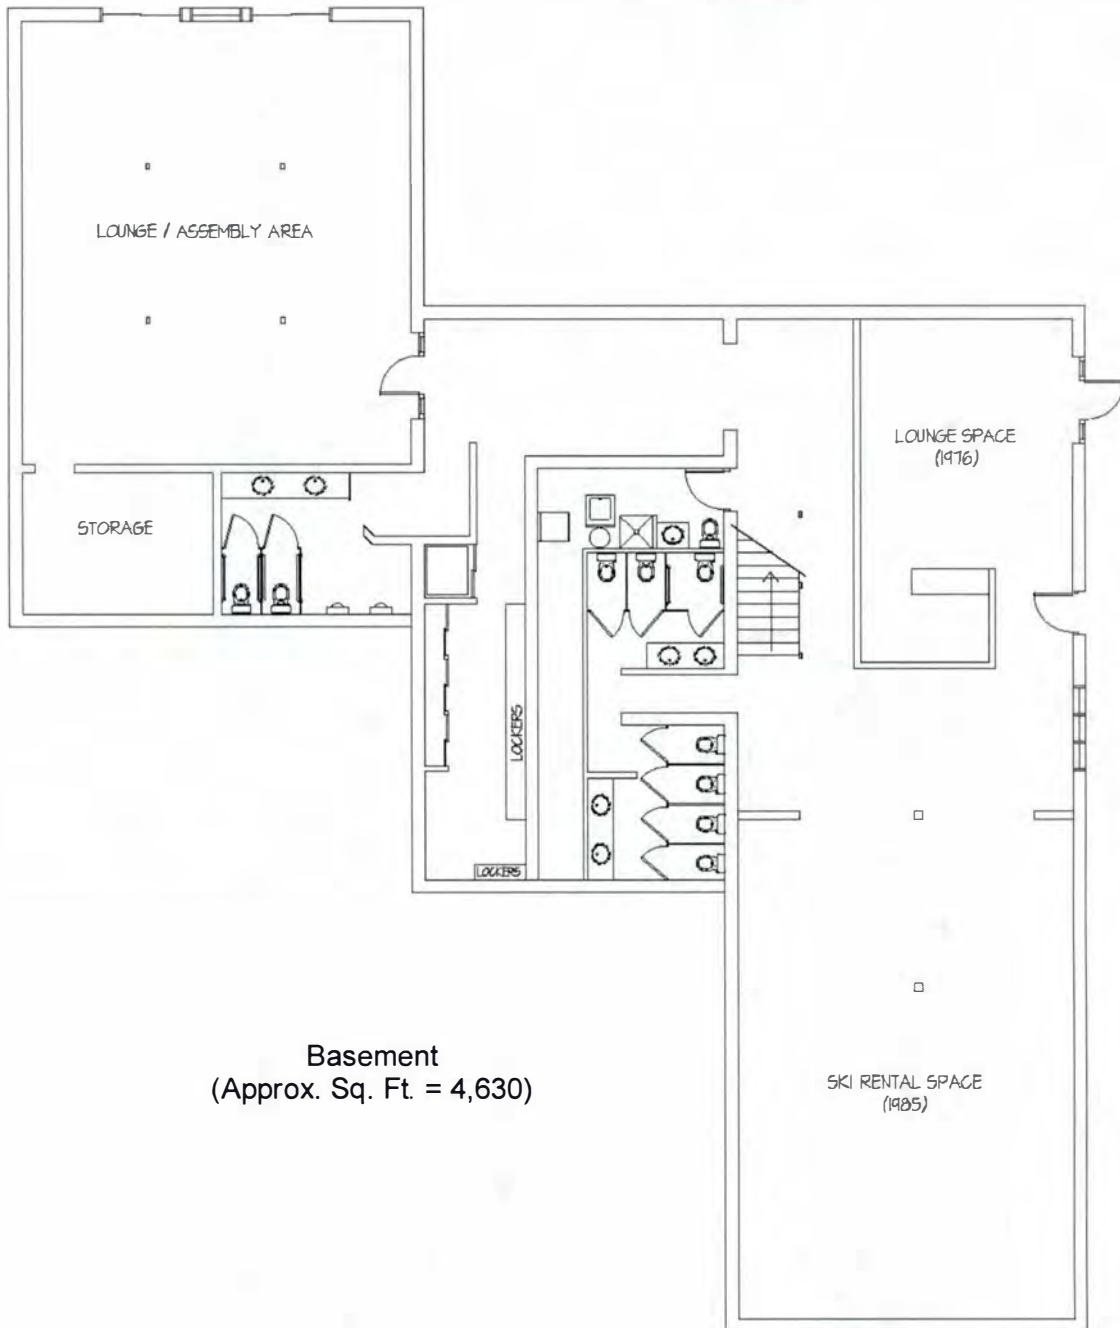 LOUNGE / ASSEMBLY AREA
LOUNGE SPACE
(1976)
STORAGE
LOCKERS
LOCKERS
Basement
(Approx. Sq. Ft. = 4,630)
SKI RENTAL SPACE
(1985)